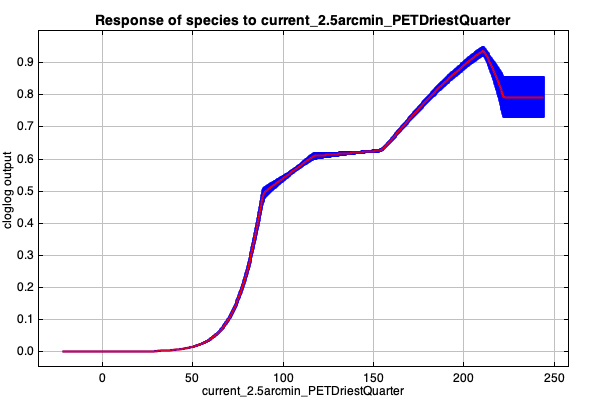 Response of species to current_2.5arcmin_PETDriestQuarter
0.9
0.8
0.7
0.6
0.5
0.4
0.3
0.2
0.1
0.0
cloglog output
0 50 100 150 200 250
current_2.5arcmin_PETDriestQuarter